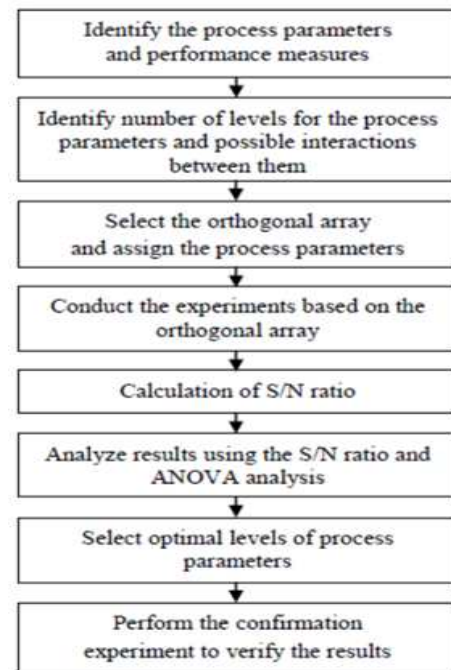 Identify the process parameters
and performance measures
Identify number of levels for the process
parameters and possible interactions
between them
Select the orthogonal array
and assign the process parameters
Conduct the experiments based on the
orthogonal array
Calculation of S/N ratio
Analyze results using the S/N ratio and
ANOVA analysis
Select optimal levels of process
parameters
Perform the confirmation
experiment to verify the results